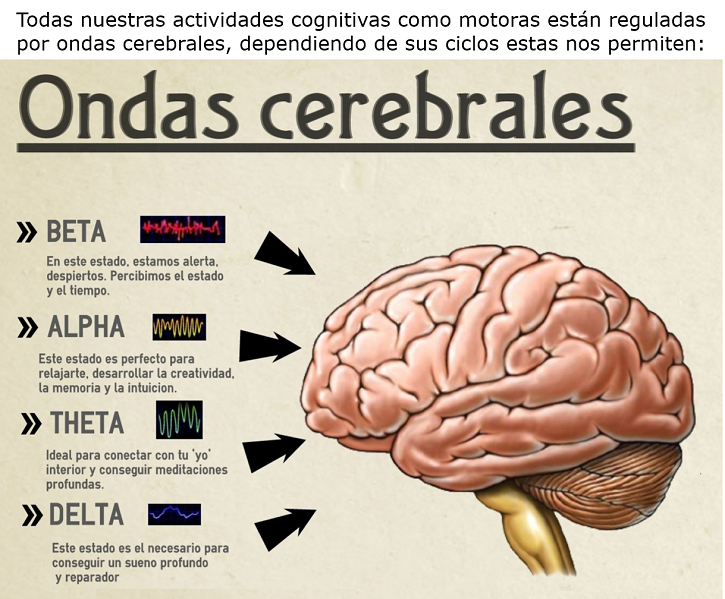 Todas nuestras actividades cognitivas como motoras están reguladas
por ondas cerebrales, dependiendo de sus ciclos estas nos permiten:
Ondas cerebrales
BETA
En este estado, estamos alerta,
despiertos. Percibimos el estado
y el tiempo.
ALPHA
Este estado es perfecto para
relajarte, desarrollar la creatividad,
la memoria y la intuicion.
THETA
Ideal para conectar con tu 'yo'
interior y conseguir meditaciones
profundas.
DELTA
Este estado es el necesario para
conseguir un sueno profundo
y reparador